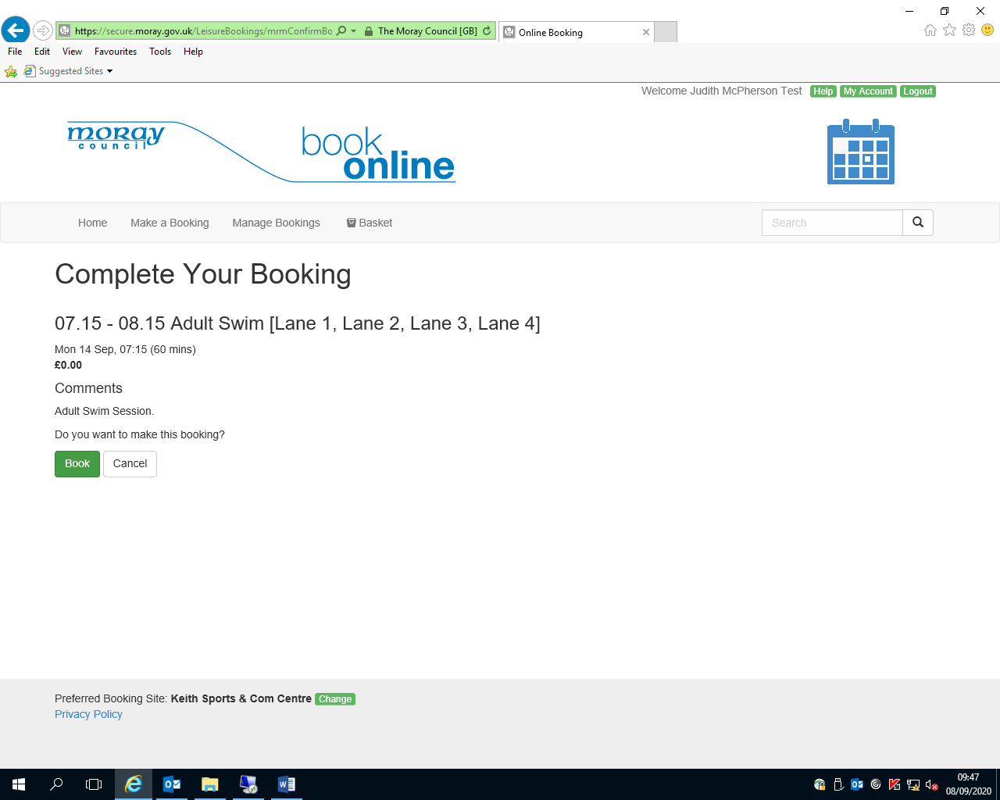 https://secure.moray.gov.uk/LeisureBookings/mrmConfirmBo The Moray Council [GB] Online Booking
File Edit View Favourites Tools Help
Suggested Sites
Welcome Judith McPherson Test Help My Account Logout
moray
council
book
online
Home Make a Booking Manage Bookings Basket Search
Complete Your Booking
07.15 - 08.15 Adult Swim [Lane 1, Lane 2, Lane 3, Lane 4]
Mon 14 Sep, 07:15 (60 mins)
£0.00
Comments
Adult Swim Session.
Do you want to make this booking?
Book Cancel
Preferred Booking Site: Keith Sports & Com Centre Change
Privacy Policy
09:47
08/09/2020